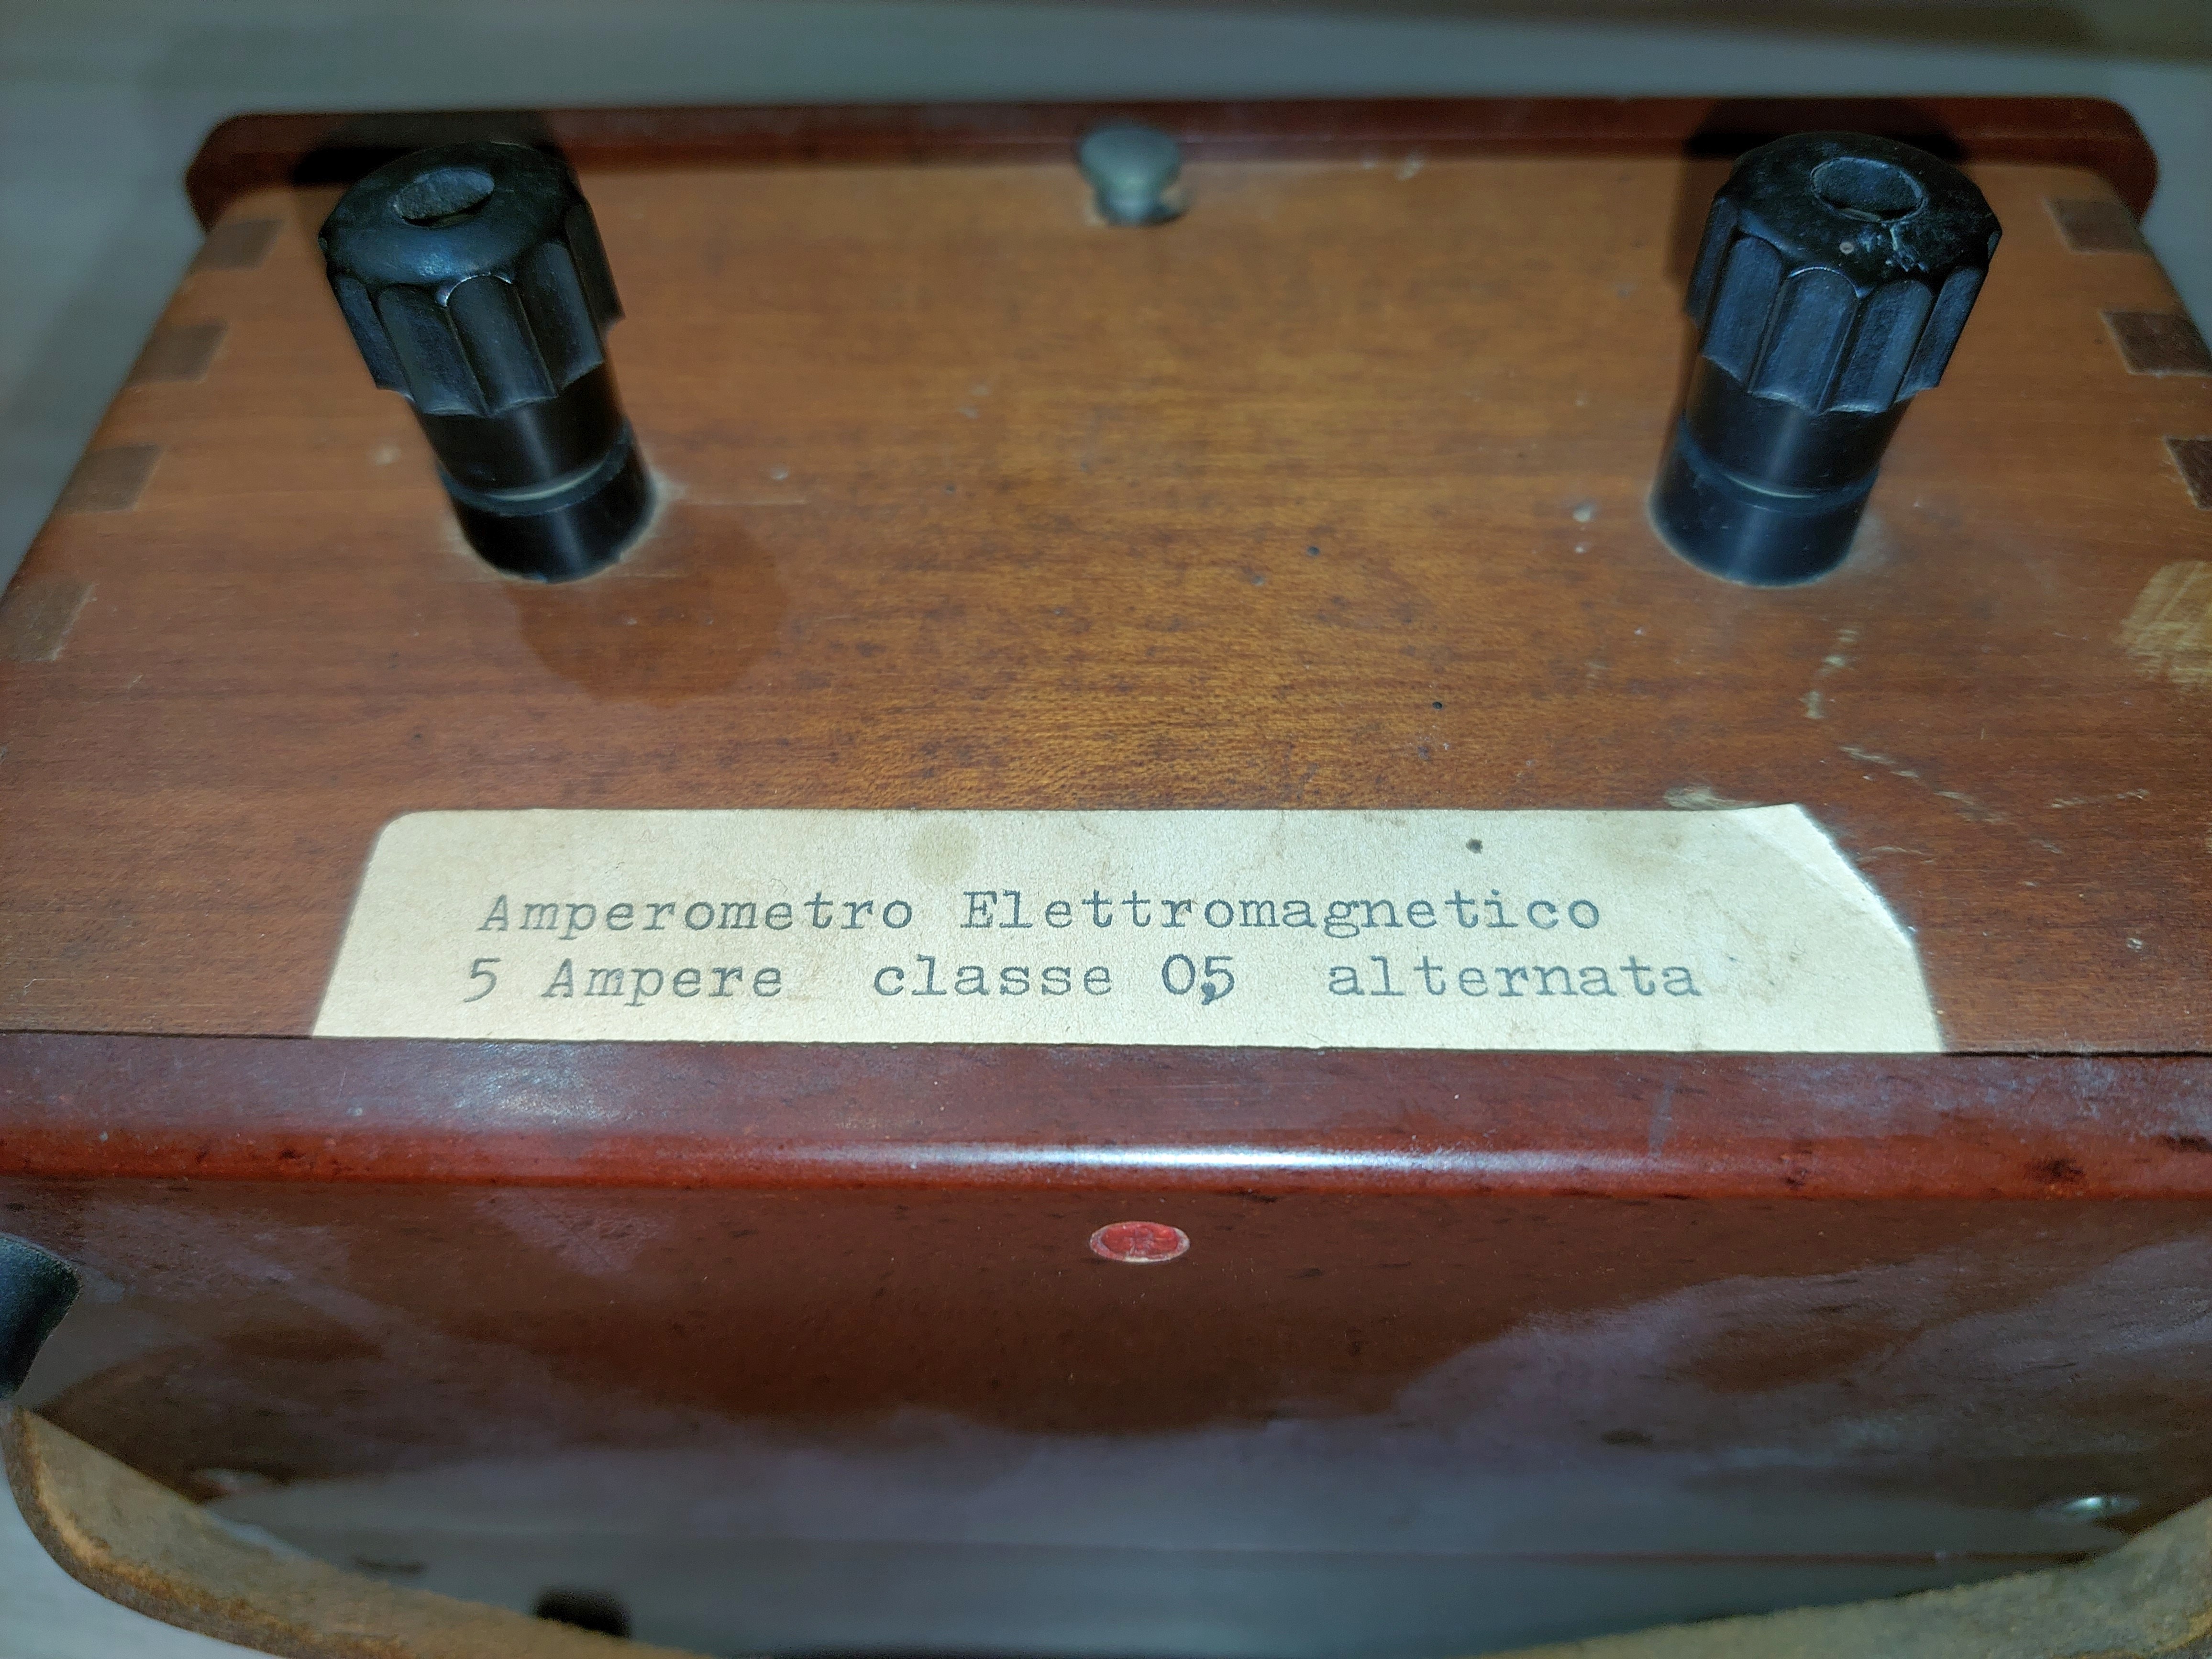 Amperometro Elettromagnetico
5 Ampere classe 0,5 alternata